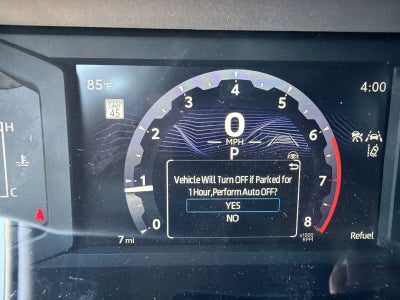 85°F
4:00
SPEED
LIMIT
45
H
C
0
1
2
3
4
5
6
7
8
x1000
RPM
0
MPH
P
Vehicle Will Turn OFF if Parked for
1 Hour,Perform Auto OFF?
YES
NO
7 mi
Refuel